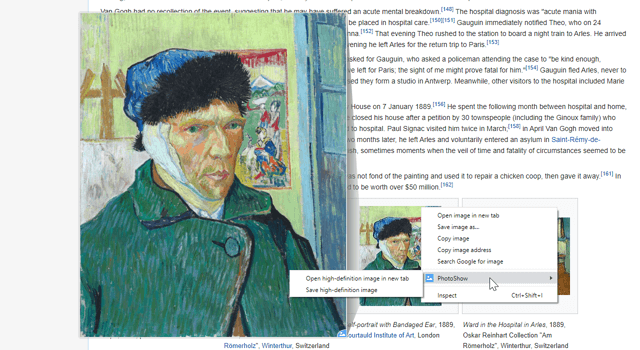 Van Gogh had no recollection of the event, suggesting that he may have suffered an acute mental breakdown.[148] The hospital diagnosis was "acute mania with
be placed in hospital care.[150][151] Gauguin immediately notified Theo, who on 24
[152] That evening Theo rushed to the station to board a night train to Arles. He arrived
evening he left Arles for the return trip to Paris.[153]
asked for Gauguin, who asked a policeman attending the case to "be kind enough,
left for Paris; the sight of me might prove fatal for him."[154] Gauguin fled Arles, never to
they form a studio in Antwerp. Meanwhile, other visitors to the hospital included Marie
House on 7 January 1889.[156] He spent the following month between hospital and home,
closed his house after a petition by 30 townspeople (including the Ginoux family) who
to hospital. Paul Signac visited him twice in March.[158] in April Van Gogh moved into
months later, he left Arles and voluntarily entered an asylum in Saint-Rémy-de-
sometimes moments when the veil of time and fatality of circumstances seemed to be
not fond of the painting and used it to repair a chicken coop, then gave it away.[161] In
to be worth over $50 million.[162]
Open image in new tab
Save image as...
Copy image
Copy image address
Search Google for image
PhotoShow
Inspect Ctrl+Shift+I
Open high-definition image in new tab
Save high-definition image
Self-portrait with Bandaged Ear, 1889,
Courtauld Institute of Art, London
Ward in the Hospital in Arles, 1889,
Oskar Reinhart Collection "Am
Römerholz", Winterthur, Switzerland
Römerholz", Winterthur, Switzerland